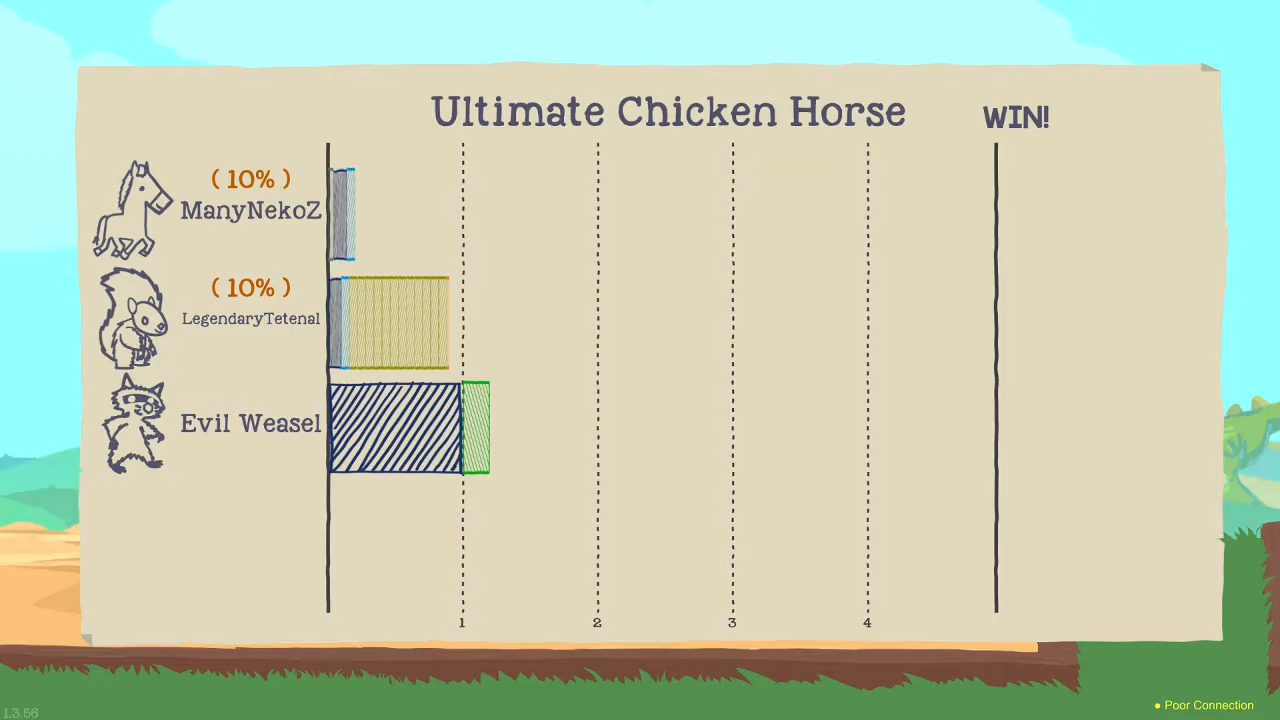 Ultimate Chicken Horse
WIN!
( 10% )
ManyNekoZ
( 10% )
LegendaryTetenal
Evil Weasel
1 2 3 4
1.3.56
● Poor Connection